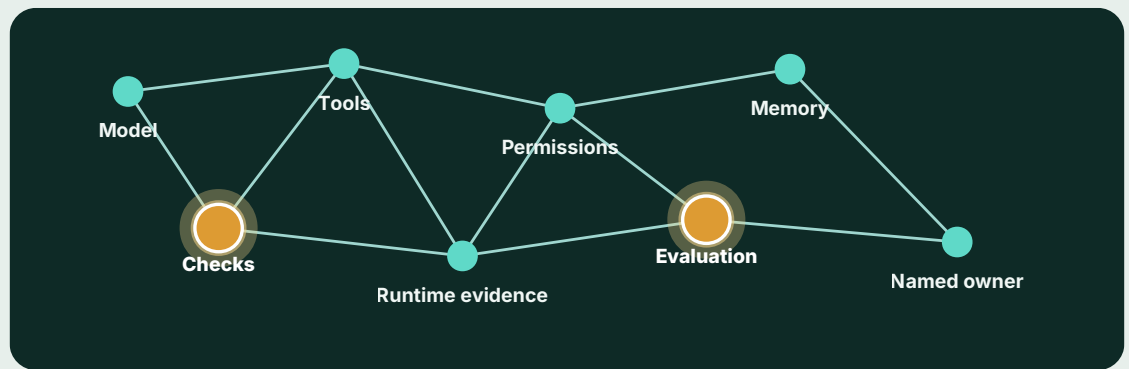 Model
Tools
Permissions
Memory
Checks
Runtime evidence
Evaluation
Named owner